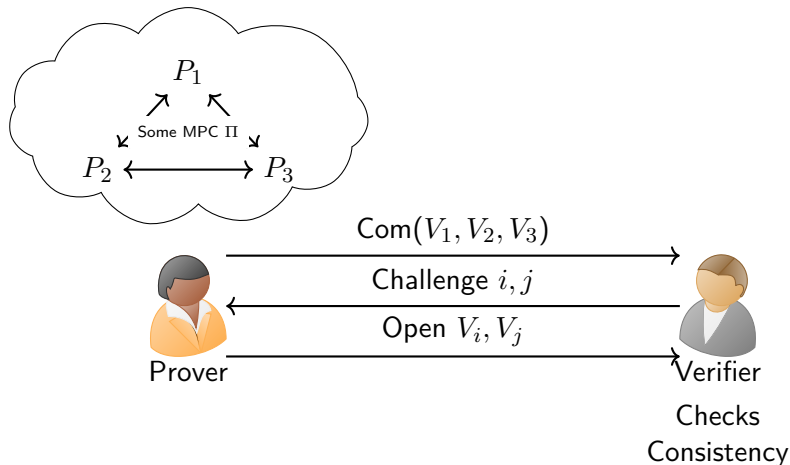 P₁
Some MPC Π
P₂
P₃
Com(V₁, V₂, V₃)
Challenge i, j
Open Vᵢ, Vⱼ
Prover
Verifier
Checks
Consistency